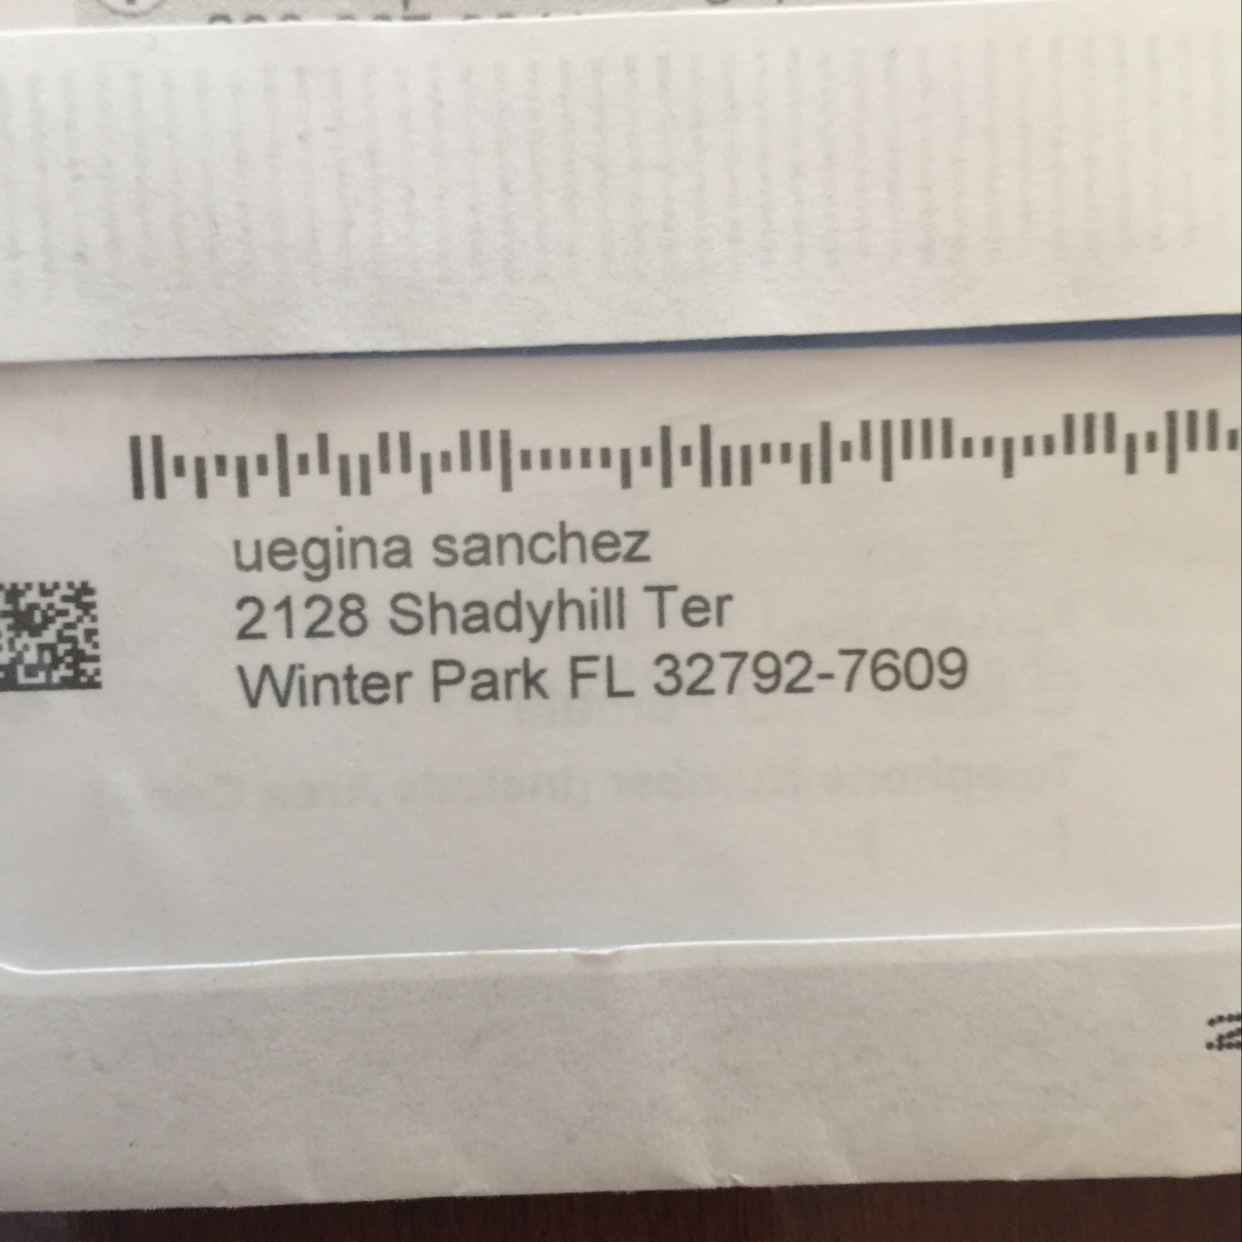 uegina sanchez
2128 Shadyhill Ter
Winter Park FL 32792-7609